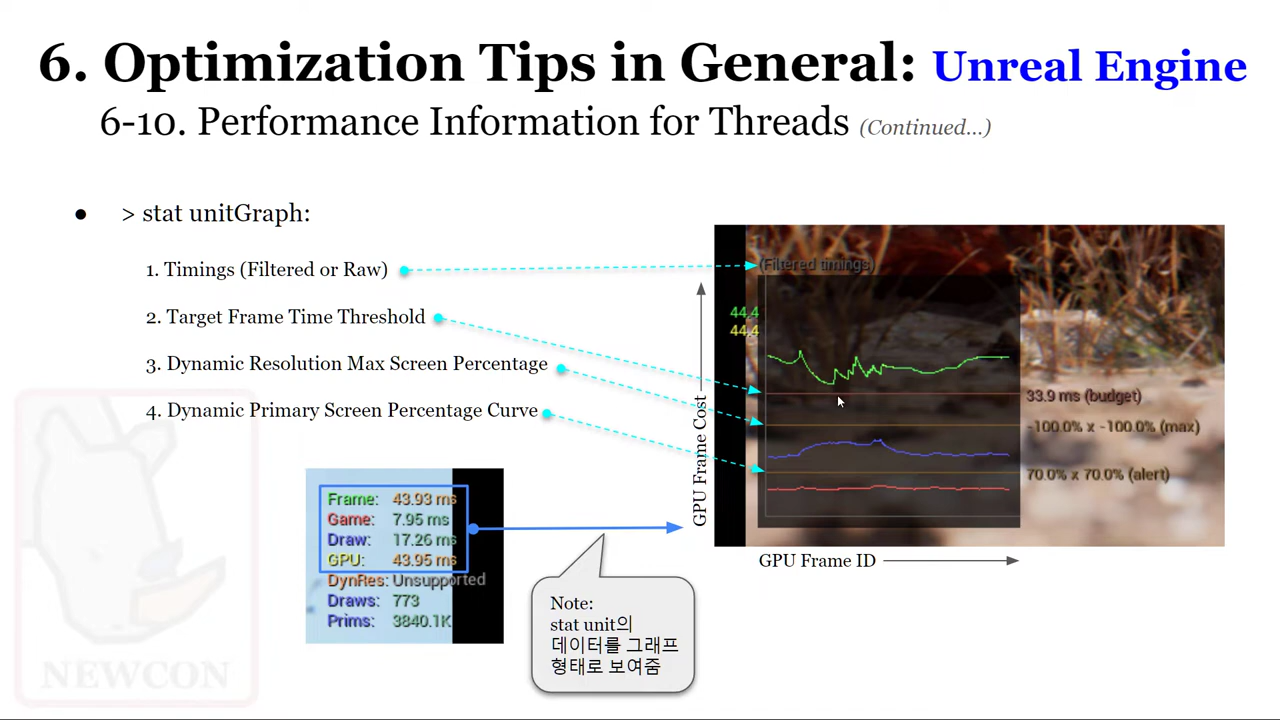 6. Optimization Tips in General: Unreal Engine
6-10. Performance Information for Threads (Continued...)
● > stat unitGraph:
1. Timings (Filtered or Raw)
2. Target Frame Time Threshold
3. Dynamic Resolution Max Screen Percentage
4. Dynamic Primary Screen Percentage Curve
(Filtered timings)
44.4
44.4
33.9 ms (budget)
-100.0% x -100.0% (max)
70.0% x 70.0% (alert)
GPU Frame Cost
GPU Frame ID
Frame: 43.93 ms
Game: 7.95 ms
Draw: 17.26 ms
GPU: 43.95 ms
DynRes: Unsupported
Draws: 773
Prims: 3840.1K
Note:
stat unit의
데이터를 그래프
형태로 보여줌
NEWCON